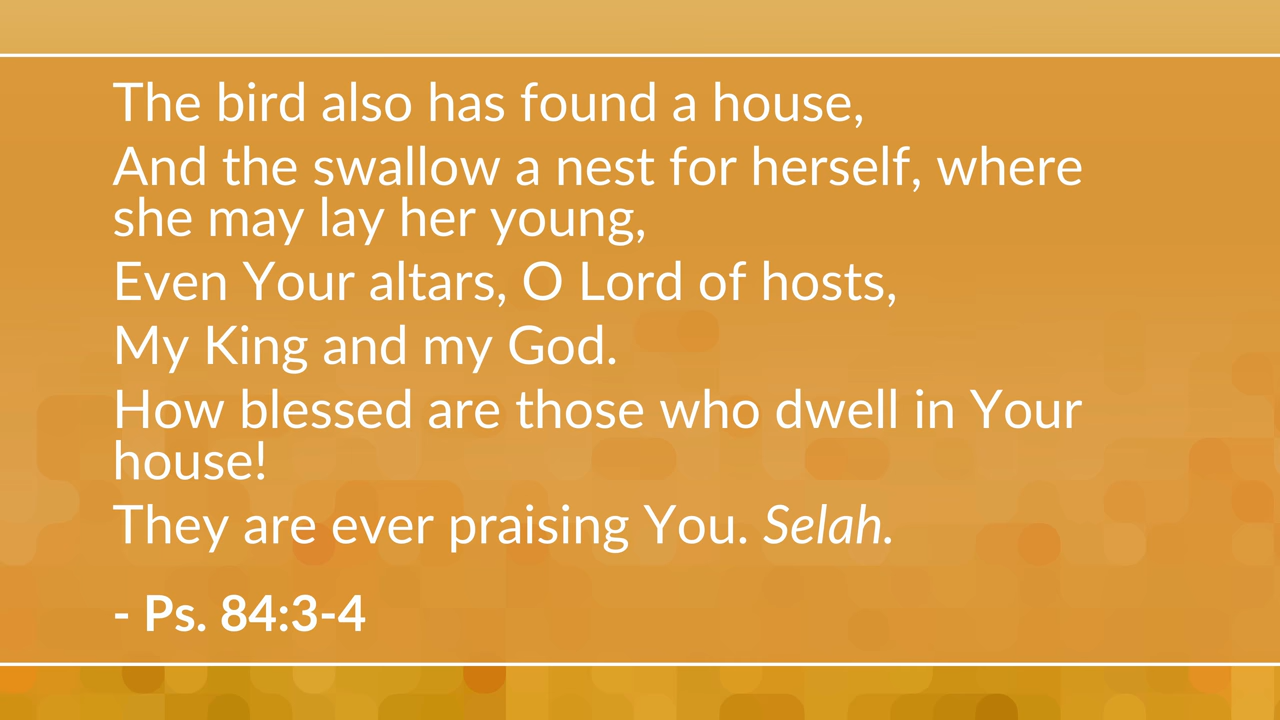 The bird also has found a house,
And the swallow a nest for herself, where
she may lay her young,
Even Your altars, O Lord of hosts,
My King and my God.
How blessed are those who dwell in Your
house!
They are ever praising You. Selah.
- Ps. 84:3-4